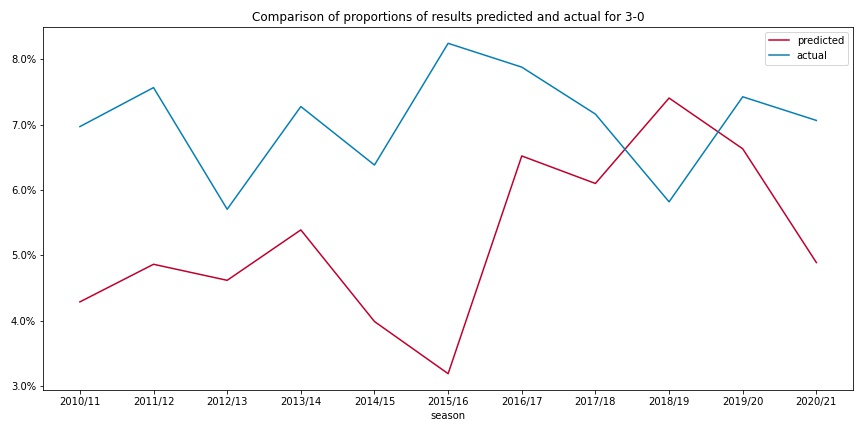 Comparison of proportions of results predicted and actual for 3-0
predicted
actual
8.0%
7.0%
6.0%
5.0%
4.0%
3.0%
2010/11 2011/12 2012/13 2013/14 2014/15 2015/16 2016/17 2017/18 2018/19 2019/20 2020/21
season